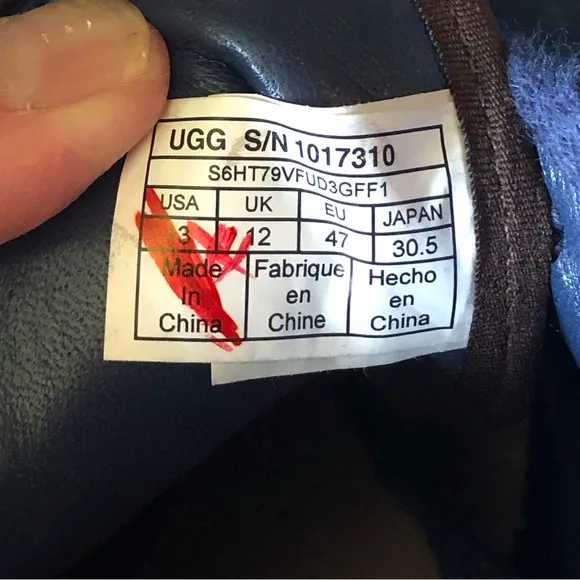 UGG S/N 1017310
S6HT79VFUD3GFF1
USA UK EU JAPAN
3 12 47 30.5
Made Fabrique Hecho
In en en
China Chine China